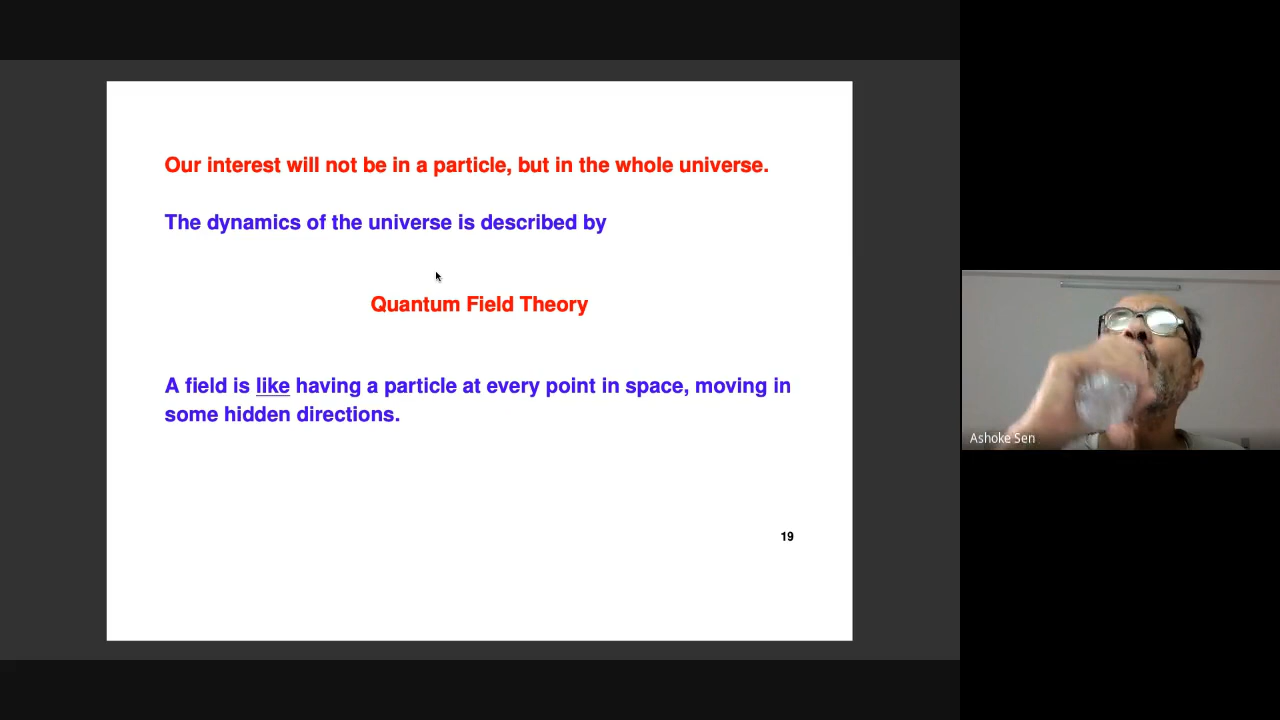 Our interest will not be in a particle, but in the whole universe.
The dynamics of the universe is described by
Quantum Field Theory
A field is like having a particle at every point in space, moving in
some hidden directions.
19
Ashoke Sen